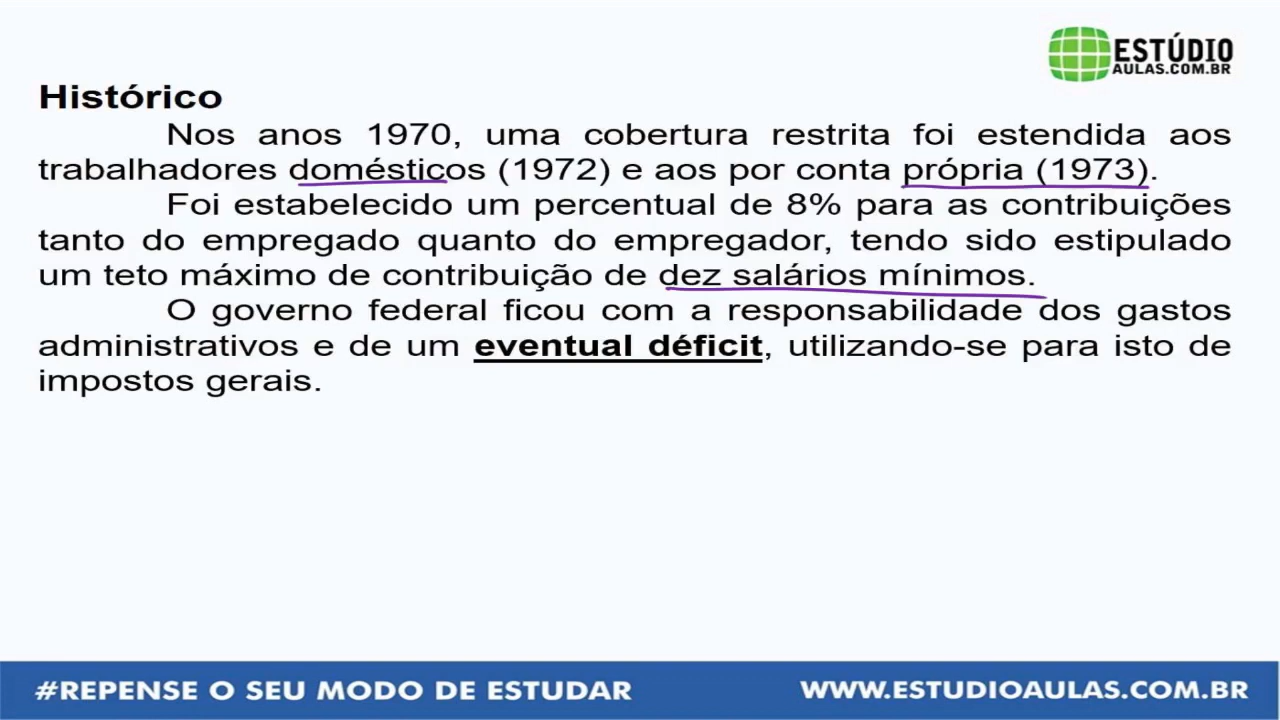 ESTÚDIO
AULAS.COM.BR
Histórico
Nos anos 1970, uma cobertura restrita foi estendida aos
trabalhadores domésticos (1972) e aos por conta própria (1973).
Foi estabelecido um percentual de 8% para as contribuições
tanto do empregado quanto do empregador, tendo sido estipulado
um teto máximo de contribuição de dez salários mínimos.
O governo federal ficou com a responsabilidade dos gastos
administrativos e de um eventual déficit, utilizando-se para isto de
impostos gerais.
#REPENSE O SEU MODO DE ESTUDAR
WWW.ESTUDIOAULAS.COM.BR